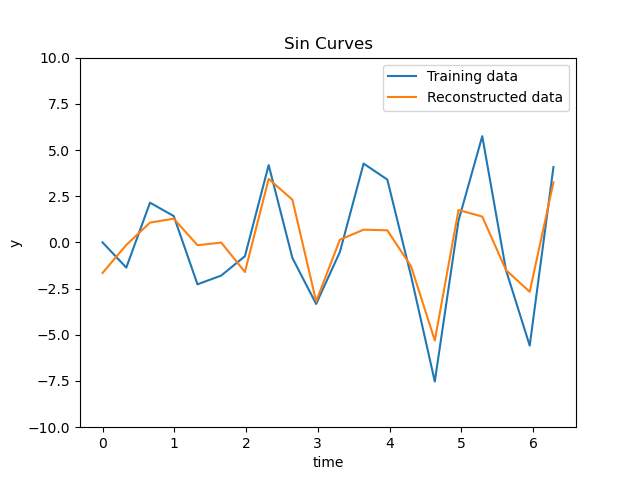 Sin Curves
Training data
Reconstructed data
10.0
7.5
5.0
2.5
0.0
−2.5
−5.0
−7.5
−10.0
y
0 1 2 3 4 5 6
time